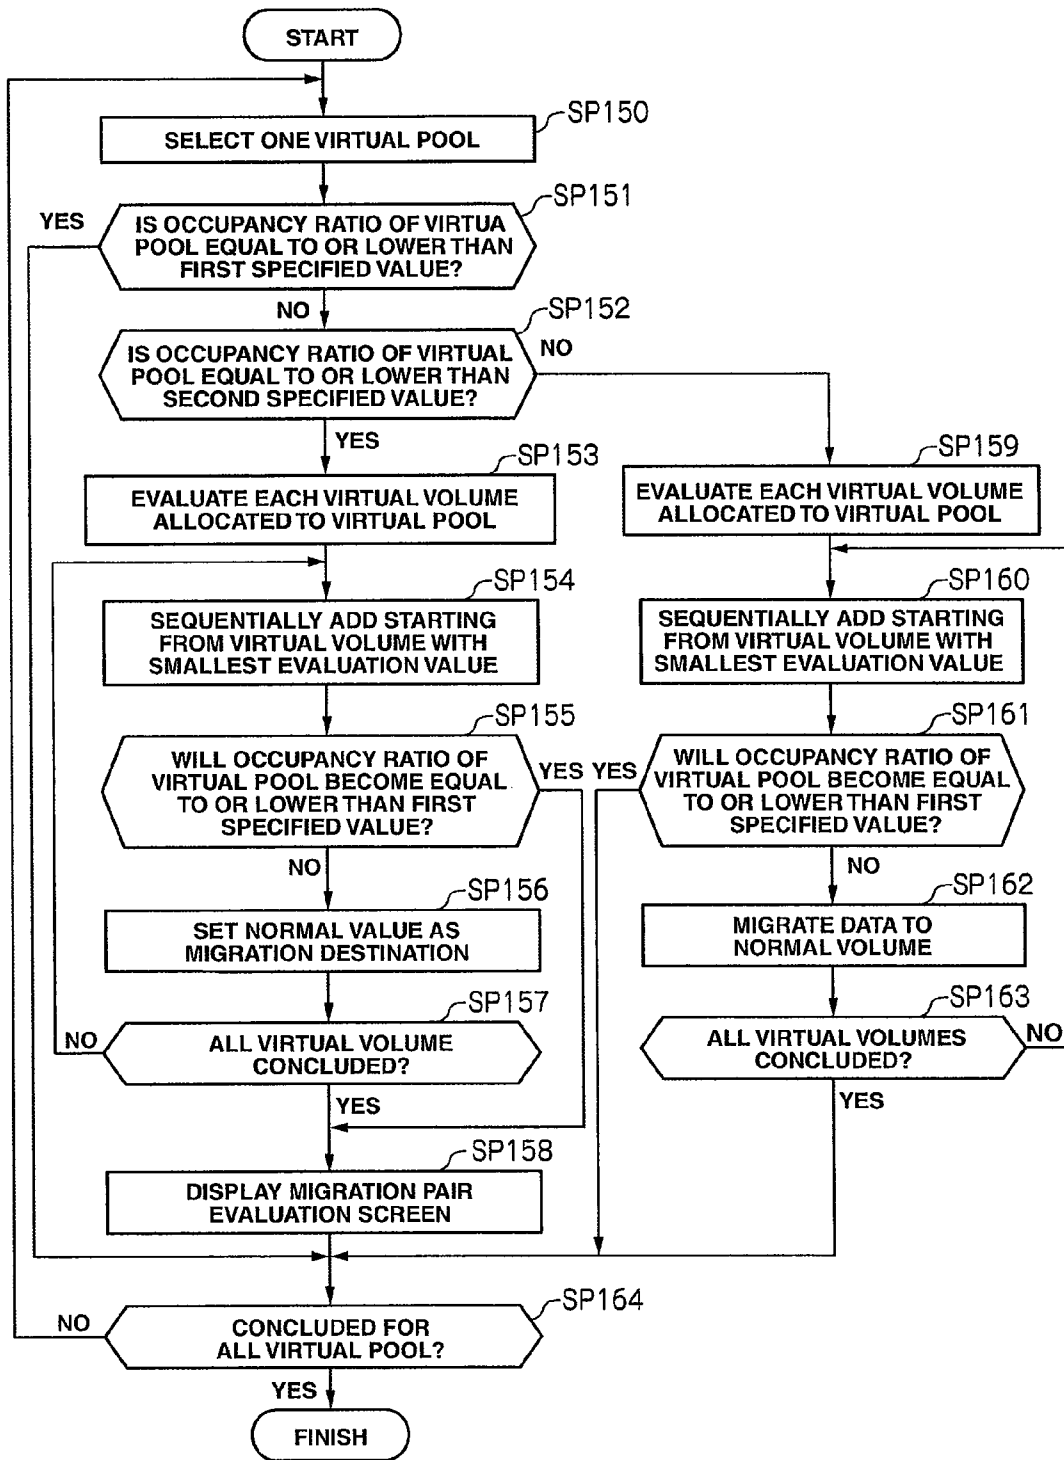 START
SP150
SELECT ONE VIRTUAL POOL
SP151
YES
IS OCCUPANCY RATIO OF VIRTUA
POOL EQUAL TO OR LOWER THAN
FIRST SPECIFIED VALUE?
NO
SP152
IS OCCUPANCY RATIO OF VIRTUAL
POOL EQUAL TO OR LOWER THAN
SECOND SPECIFIED VALUE?
NO
YES
SP153
EVALUATE EACH VIRTUAL VOLUME
ALLOCATED TO VIRTUAL POOL
SP154
SEQUENTIALLY ADD STARTING
FROM VIRTUAL VOLUME WITH
SMALLEST EVALUATION VALUE
SP155
WILL OCCUPANCY RATIO OF
VIRTUAL POOL BECOME EQUAL
TO OR LOWER THAN FIRST
SPECIFIED VALUE?
YES
NO
SP156
SET NORMAL VALUE AS
MIGRATION DESTINATION
SP157
NO
ALL VIRTUAL VOLUME
CONCLUDED?
YES
SP158
DISPLAY MIGRATION PAIR
EVALUATION SCREEN
SP159
EVALUATE EACH VIRTUAL VOLUME
ALLOCATED TO VIRTUAL POOL
SP160
SEQUENTIALLY ADD STARTING
FROM VIRTUAL VOLUME WITH
SMALLEST EVALUATION VALUE
SP161
YES
WILL OCCUPANCY RATIO OF
VIRTUAL POOL BECOME EQUAL
TO OR LOWER THAN FIRST
SPECIFIED VALUE?
NO
SP162
MIGRATE DATA TO
NORMAL VOLUME
SP163
ALL VIRTUAL VOLUMES
CONCLUDED?
NO
YES
SP164
NO
CONCLUDED FOR
ALL VIRTUAL POOL?
YES
FINISH